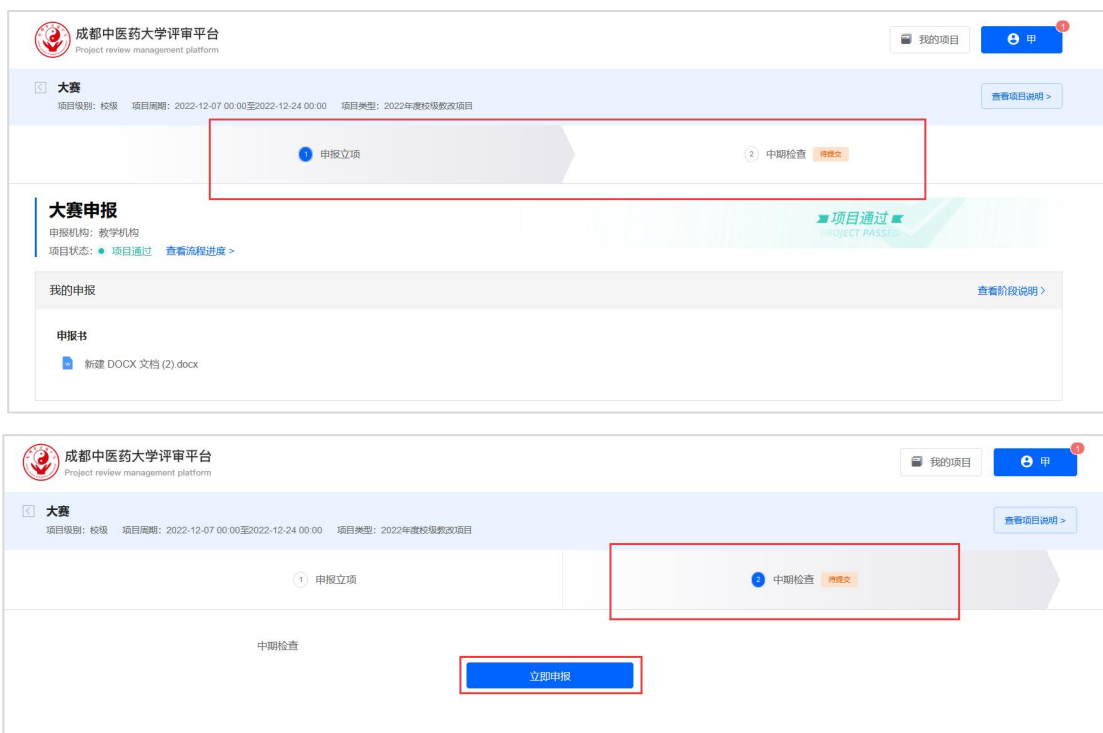 成都中医药大学评审平台
Project review management platform
我的项目
甲
1
大赛
项目级别：校级 项目周期：2022-12-07 00:00至2022-12-24 00:00 项目类型：2022年度校级教改项目
查看项目说明 >
1 申报立项
2 中期检查 待提交
大赛申报
申报机构：教学机构
项目状态： 项目通过 查看流程进度 >
项目通过
PROJECT PASSED
我的申报
查看阶段说明 >
申报书
新建 DOCX 文档 (2).docx
成都中医药大学评审平台
Project review management platform
我的项目
甲
1
大赛
项目级别：校级 项目周期：2022-12-07 00:00至2022-12-24 00:00 项目类型：2022年度校级教改项目
查看项目说明 >
1 申报立项
2 中期检查 待提交
中期检查
立即申报